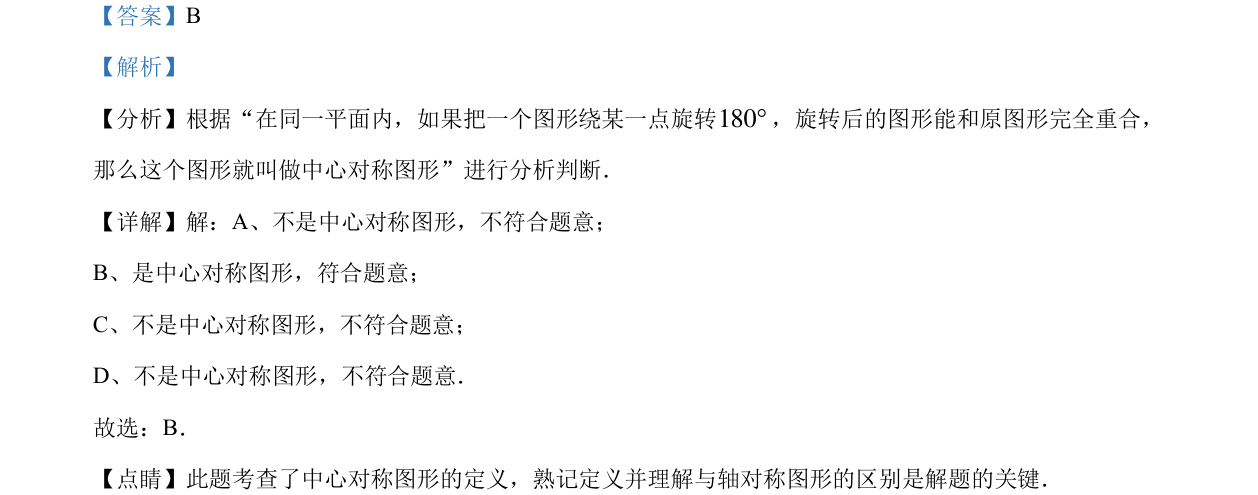 【答案】B
【解析】
【分析】根据“在同一平面内，如果把一个图形绕某一点旋转180°，旋转后的图形能和原图形完全重合，
那么这个图形就叫做中心对称图形”进行分析判断．
【详解】解：A、不是中心对称图形，不符合题意；
B、是中心对称图形，符合题意；
C、不是中心对称图形，不符合题意；
D、不是中心对称图形，不符合题意．
故选：B．
【点睛】此题考查了中心对称图形的定义，熟记定义并理解与轴对称图形的区别是解题的关键．